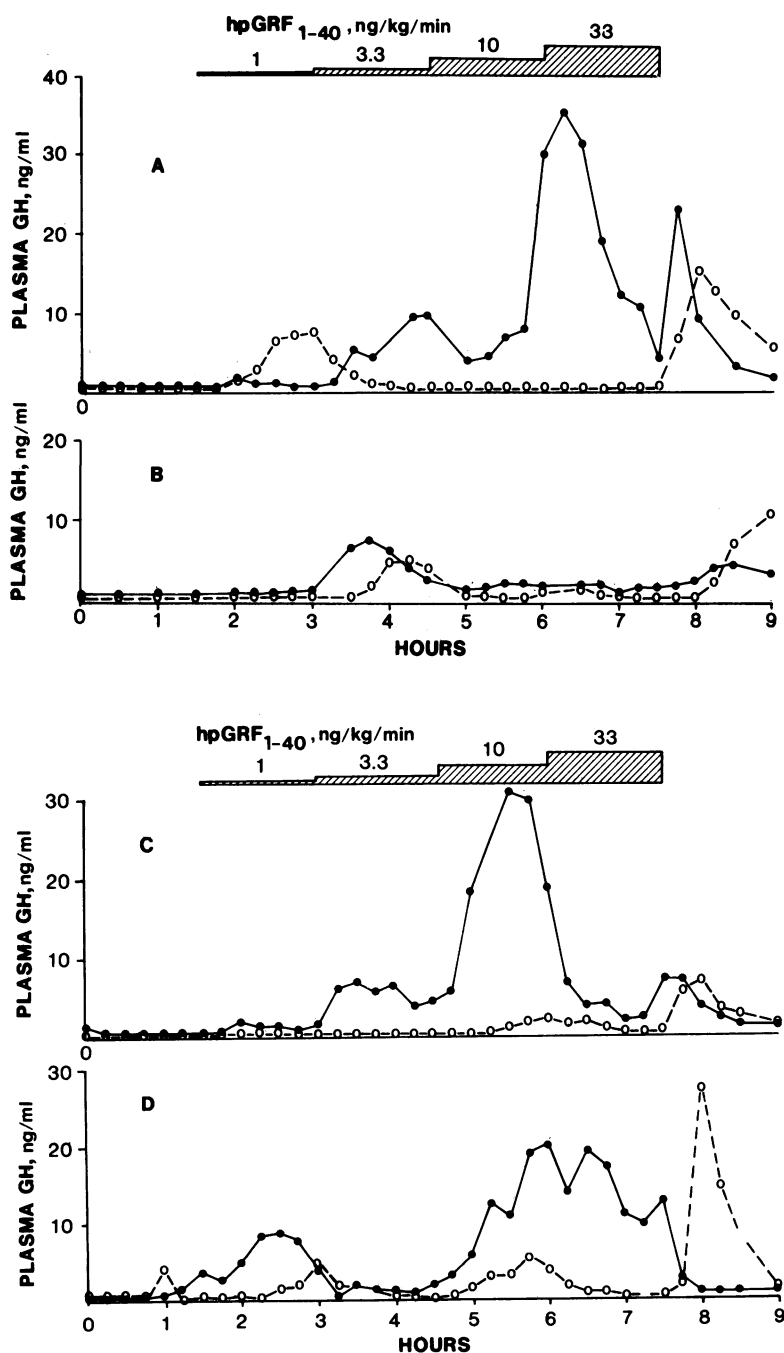 hpGRF1-40, ng/kg/min
1 3.3 10 33
PLASMA GH, ng/ml
40
30
20
10
A
0
PLASMA GH, ng/ml
20
10
B
0 1 2 3 4 5 6 7 8 9
HOURS
hpGRF1-40, ng/kg/min
1 3.3 10 33
PLASMA GH, ng/ml
30
20
10
C
0
PLASMA GH, ng/ml
30
20
10
D
0 1 2 3 4 5 6 7 8 9
HOURS